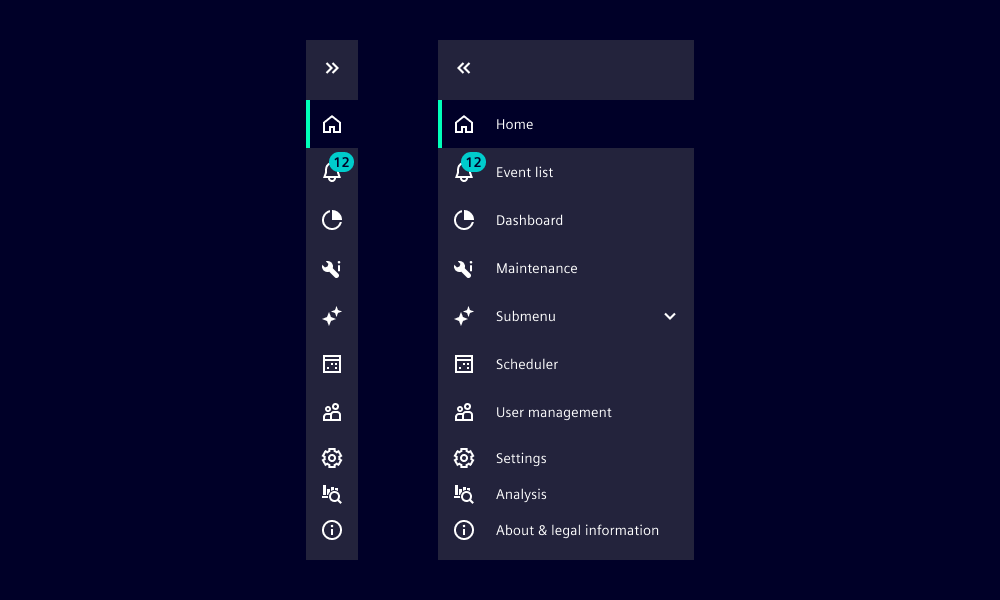 12
Home
12
Event list
Dashboard
Maintenance
Submenu
Scheduler
User management
Settings
Analysis
About & legal information